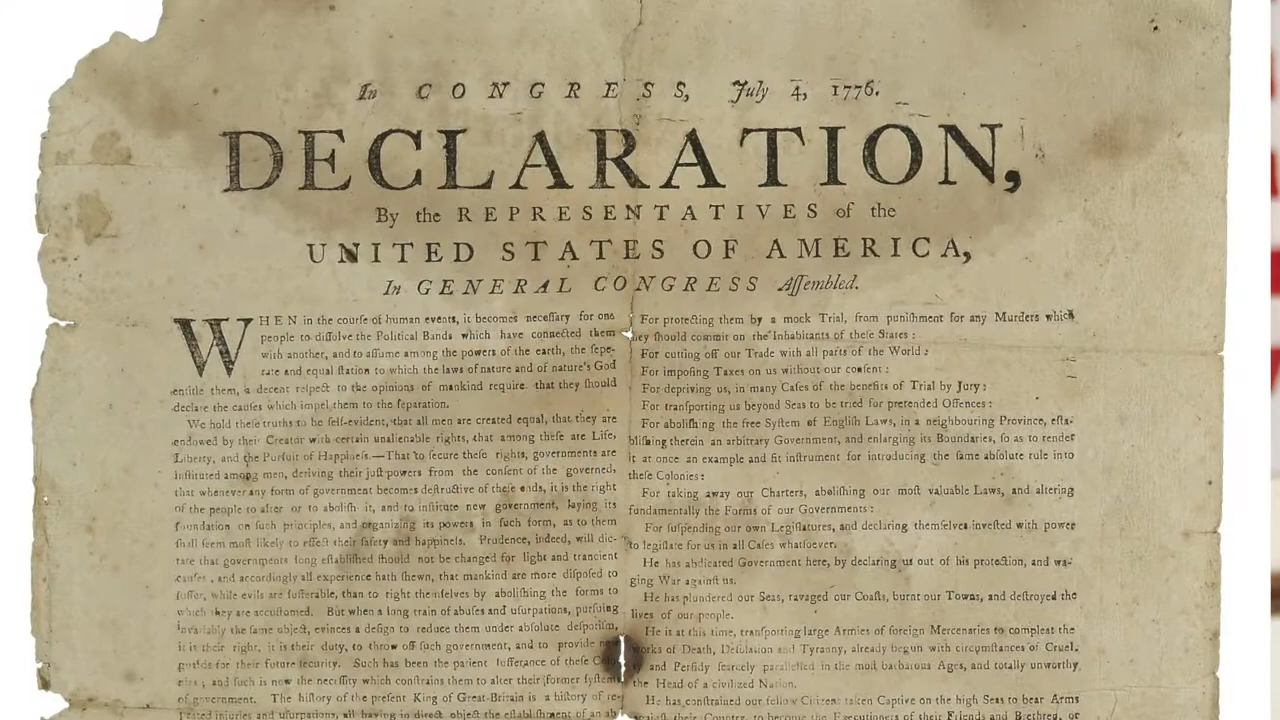 In CONGRESS, July 4, 1776.
DECLARATION,
By the REPRESENTATIVES of the
UNITED STATES OF AMERICA,
In GENERAL CONGRESS Aſſembled.
WHEN in the courſe of human events, it becomes neceſſary for one
people to diſſolve the Political Bands which have connected them
with another, and to aſſume among the powers of the earth, the ſepe-
rate and equal ſtation to which the laws of nature and of nature's God
entitle them, a decent reſpect to the opinions of mankind require that they ſhould
declare the cauſes which impel them to the ſeparation.
We hold theſe truths to be ſelf-evident, that all men are created equal, that they are
endowed by their Creator with certain unalienable rights, that among theſe are Life,
Liberty, and the Purſuit of Happineſs.—That to ſecure theſe rights, governments are
inſtituted among men, deriving their juſt powers from the conſent of the governed,
that whenever any form of government becomes deſtructive of theſe ends, it is the right
of the people to alter or to aboliſh it, and to inſtitute new government, laying its
foundation on ſuch principles, and organizing its powers in ſuch form, as to them
ſhall ſeem moſt likely to effect their ſafety and happineſs. Prudence, indeed, will dic-
tate that governments long eſtabliſhed ſhould not be changed for light and trancient
cauſes, and accordingly all experience hath ſhewn, that mankind are more diſpoſed to
ſuffer, while evils are ſufferable, than to right themſelves by aboliſhing the forms to
which they are accuſtomed. But when a long train of abuſes and uſurpations, purſuing
invariably the ſame object, evinces a deſign to reduce them under abſolute deſpotiſm,
it is their right, it is their duty, to throw off ſuch government, and to provide new
guards for their future ſecurity. Such has been the patient ſufferance of theſe Colo
nies; and ſuch is now the neceſſity which conſtrains them to alter their former ſyſtem
of government. The hiſtory of the preſent King of Great-Britain is a hiſtory of re-
peated injuries and uſurpations, all having in direct object the eſtabliſhment of an ab
For protecting them by a mock Trial, from puniſhment for any Murders which
they ſhould commit on the Inhabitants of theſe States:
For cutting off our Trade with all parts of the World:
For impoſing Taxes on us without our conſent:
For depriving us, in many Caſes of the benefits of Trial by Jury:
For tranſporting us beyond Seas to be tried for pretended Offences:
For aboliſhing the free Syſtem of Engliſh Laws, in a neighbouring Province, eſta-
bliſhing therein an arbitrary Government, and enlarging its Boundaries, ſo as to render
it at once an example and fit inſtrument for introducing the ſame abſolute rule into
theſe Colonies:
For taking away our Charters, aboliſhing our moſt valuable Laws, and altering
fundamentally the Forms of our Governments:
For ſuſpending our own Legiſlatures, and declaring themſelves inveſted with power
to legiſlate for us in all Caſes whatſoever.
He has abdicated Government here, by declaring us out of his protection, and wa-
ging War againſt us.
He has plundered our Seas, ravaged our Coaſts, burnt our Towns, and deſtroyed the
lives of our people.
He is at this time, tranſporting large Armies of foreign Mercenaries to compleat the
works of Death, Deſolation and Tyranny, already begun with circumſtances of Cruel.
ty and Perfidy ſcarcely paralleſled in the moſt barbarous Ages, and totally unworthy
the Head of a civilized Nation.
He has conſtrained our fellow Citizens taken Captive on the high Seas to bear Arms
againſt their Country, to become the Executioners of their Friends and Brethren, or